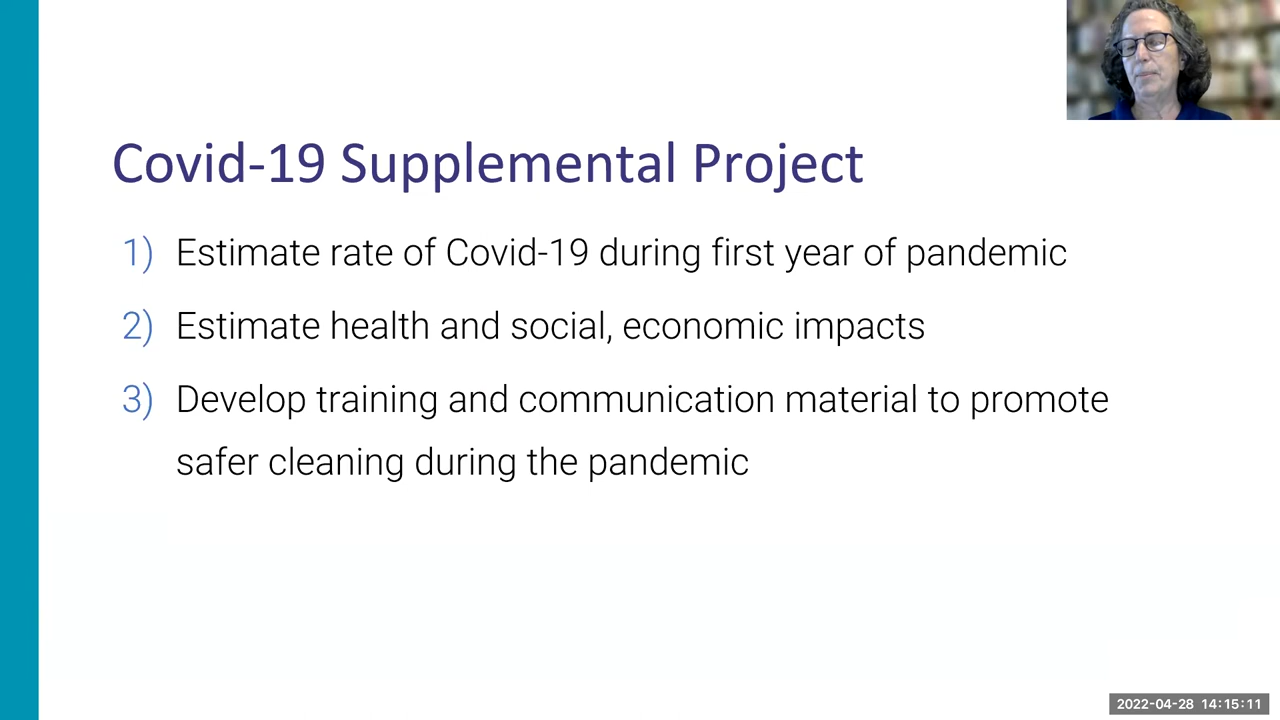 Covid-19 Supplemental Project
1) Estimate rate of Covid-19 during first year of pandemic
2) Estimate health and social, economic impacts
3) Develop training and communication material to promote
safer cleaning during the pandemic
2022-04-28 14:15:11